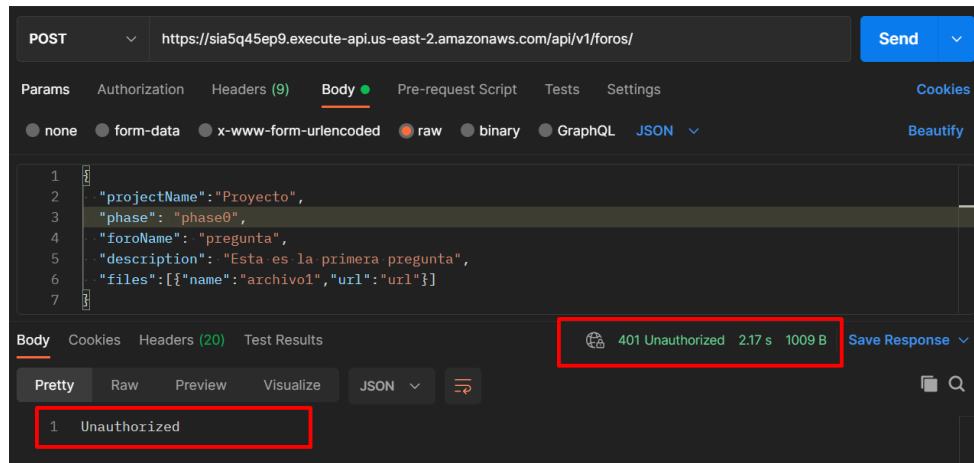 POST https://sia5q45ep9.execute-api.us-east-2.amazonaws.com/api/v1/foros/ Send
Params Authorization Headers (9) Body Pre-request Script Tests Settings Cookies
none form-data x-www-form-urlencoded raw binary GraphQL JSON Beautify
1 {
2 "projectName":"Proyecto",
3 "phase": "phase0",
4 "foroName": "pregunta",
5 "description": "Esta es la primera pregunta",
6 "files":[{"name":"archivo1","url":"url"}]
7 }
Body Cookies Headers (20) Test Results 401 Unauthorized 2.17 s 1009 B Save Response
Pretty Raw Preview Visualize JSON
1 Unauthorized